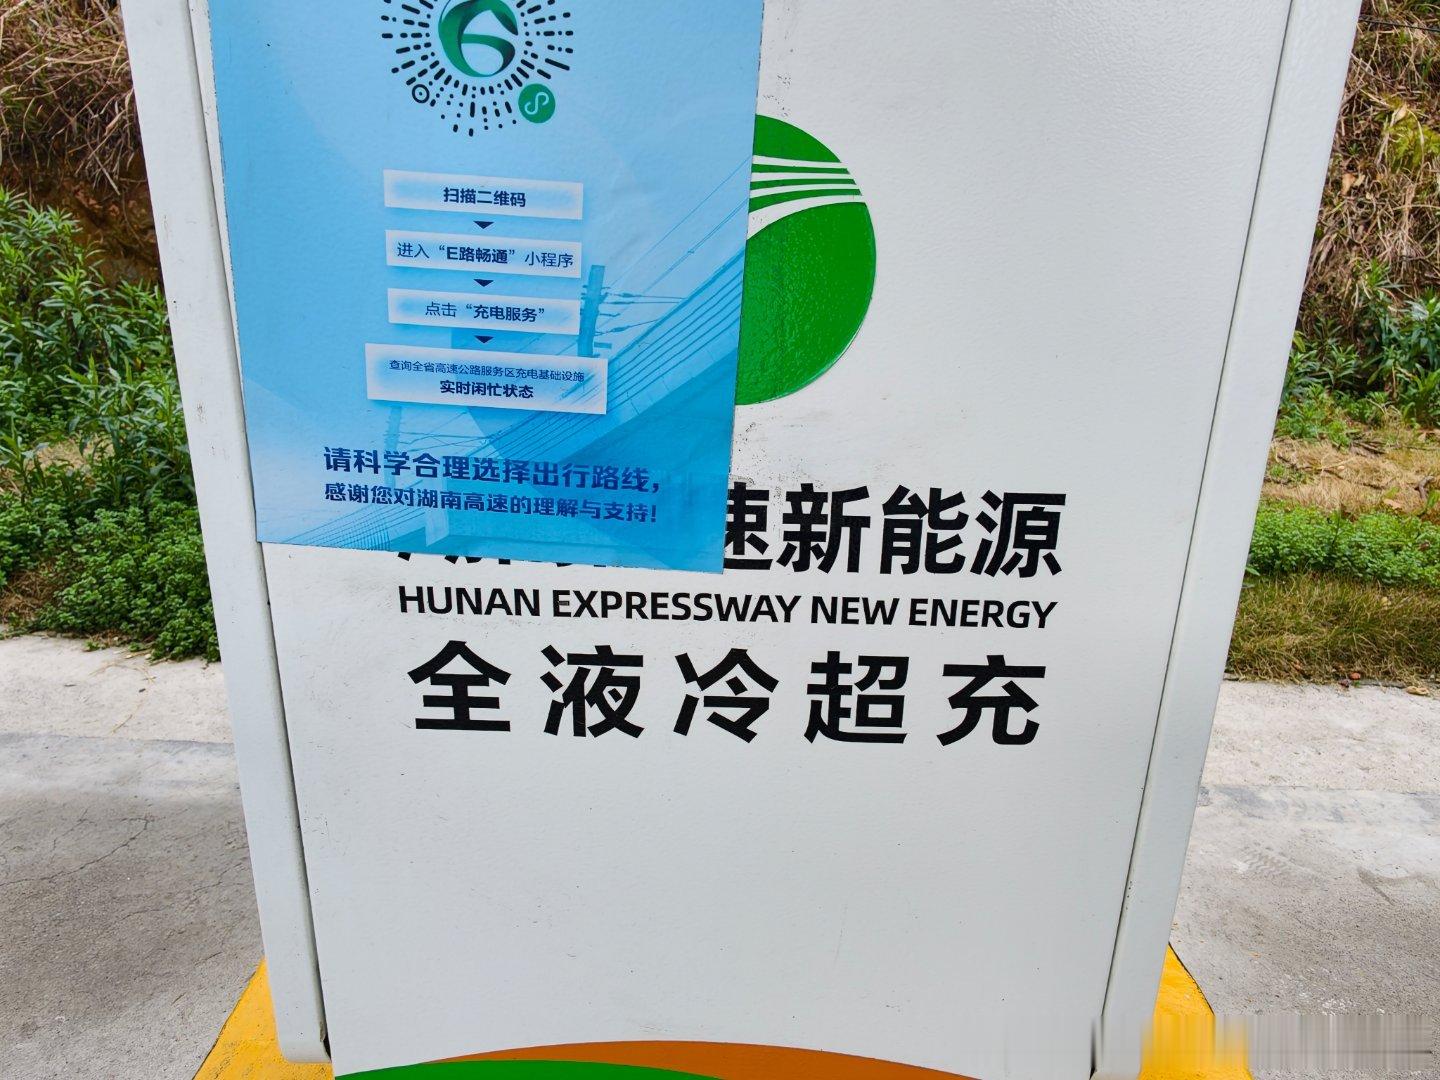 扫描二维码
进入“E路畅通”小程序
点击“充电服务”
查询全省高速公路服务区充电基础设施
实时闲忙状态
请科学合理选择出行路线，
感谢您对湖南高速的理解与支持！
速新能源
HUNAN EXPRESSWAY NEW ENERGY
全液冷超充